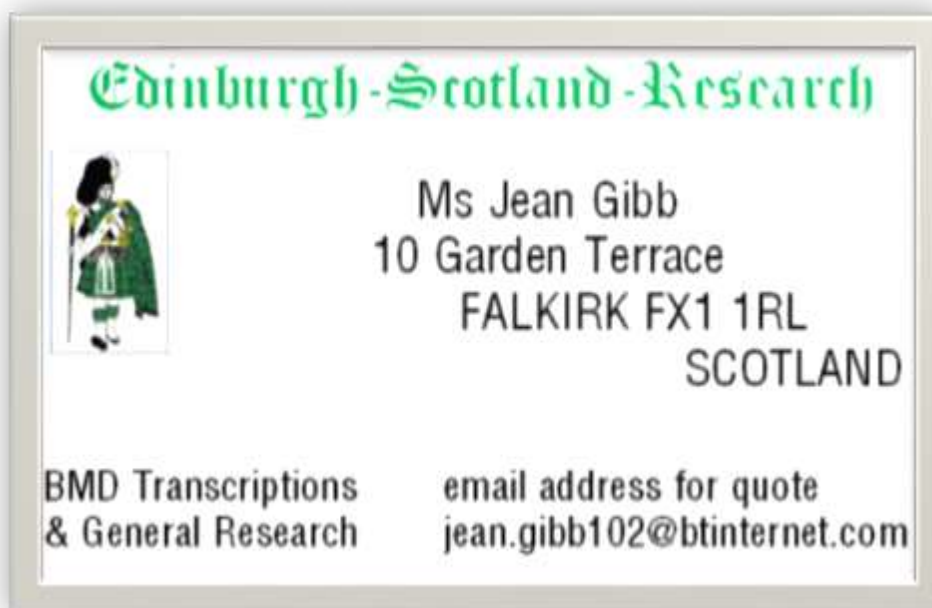 Edinburgh-Scotland-Research
Ms Jean Gibb
10 Garden Terrace
FALKIRK FX1 1RL
SCOTLAND
BMD Transcriptions
& General Research
email address for quote
jean.gibb102@btinternet.com